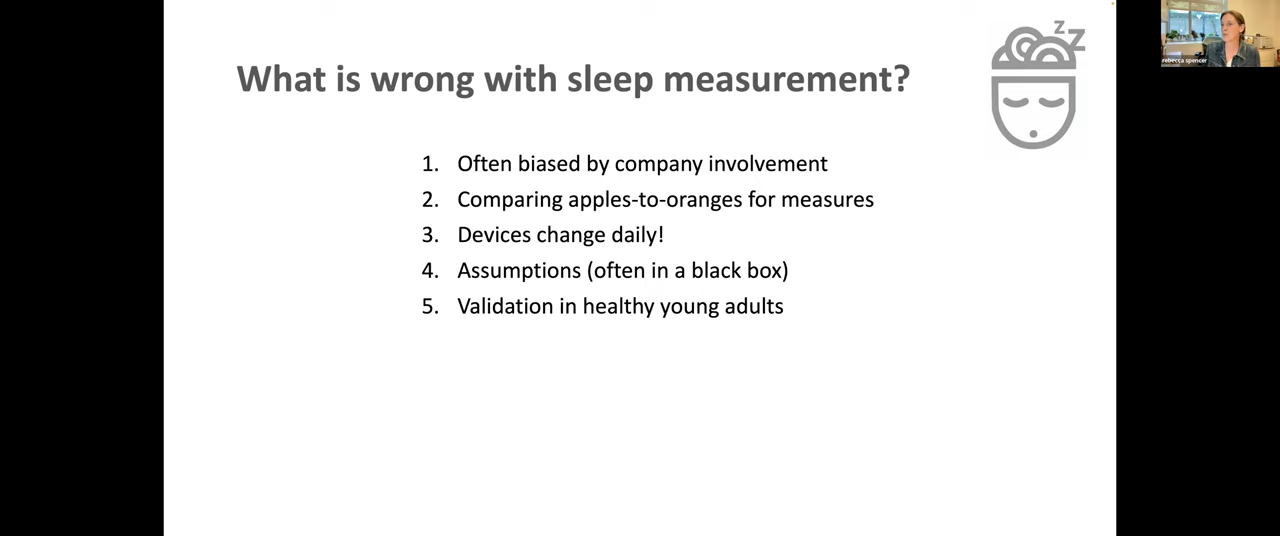 What is wrong with sleep measurement?
1. Often biased by company involvement
2. Comparing apples-to-oranges for measures
3. Devices change daily!
4. Assumptions (often in a black box)
5. Validation in healthy young adults
z Z
rebecca spencer